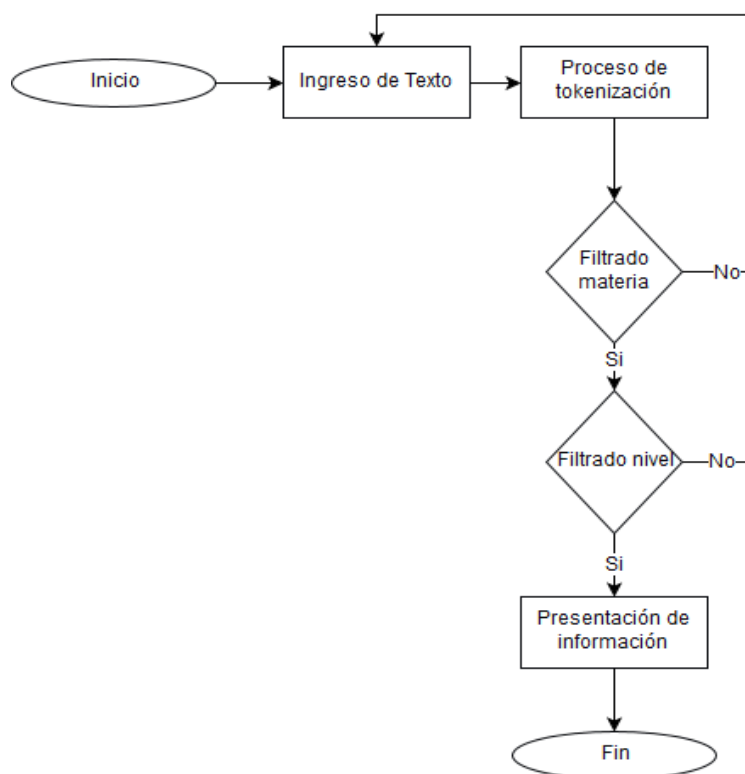 Inicio
Ingreso de Texto
Proceso de
tokenización
Filtrado
materia
No
Si
Filtrado nivel
No
Si
Presentación de
información
Fin